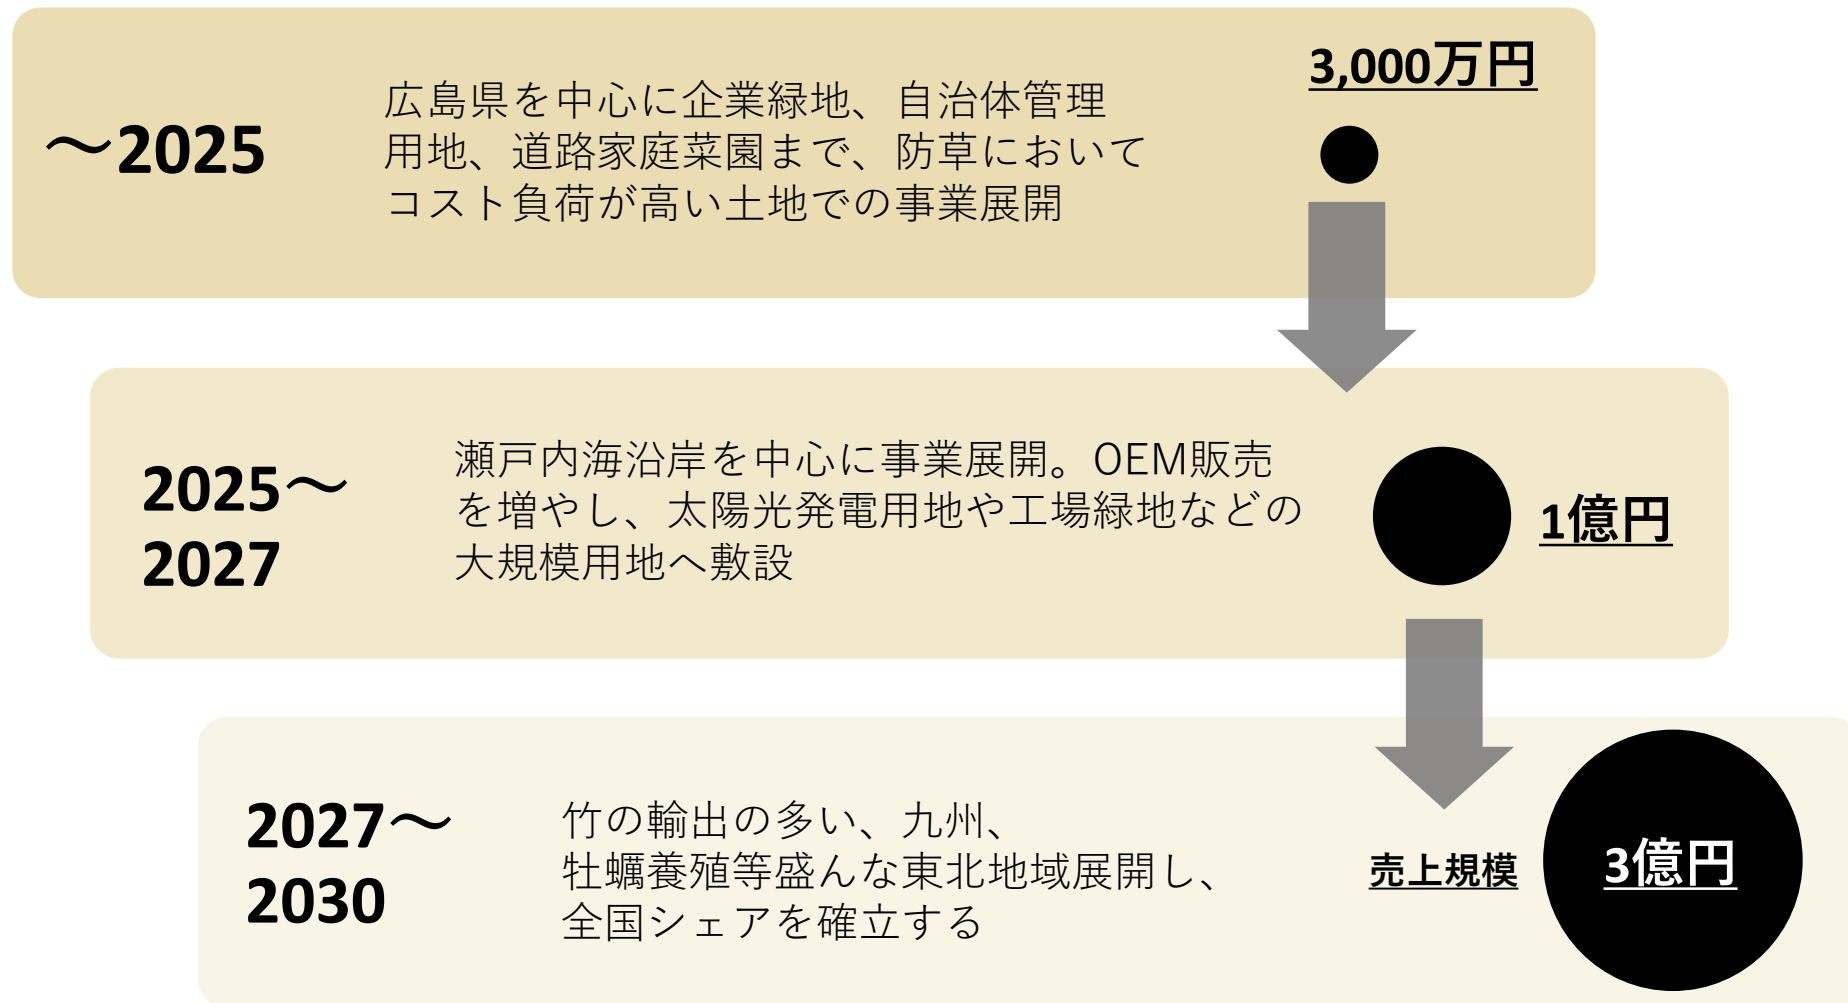 ～2025
広島県を中心に企業緑地、自治体管理
用地、道路家庭菜園まで、防草において
コスト負荷が高い土地での事業展開
3,000万円
2025～
2027
瀬戸内海沿岸を中心に事業展開。OEM販売
を増やし、太陽光発電用地や工場緑地などの
大規模用地へ敷設
1億円
2027～
2030
竹の輸出の多い、九州、
牡蠣養殖等盛んな東北地域展開し、
全国シェアを確立する
売上規模
3億円